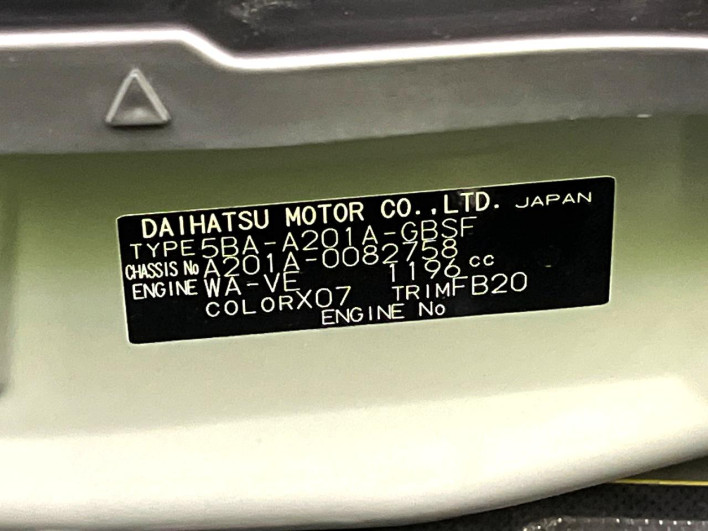 DAIHATSU MOTOR CO.,LTD. JAPAN
TYPE 5BA-A201A-GBSF
CHASSIS No A201A-0082758
ENGINE WA-VE 1196 cc
COLOR X07 TRIM FB20
ENGINE No